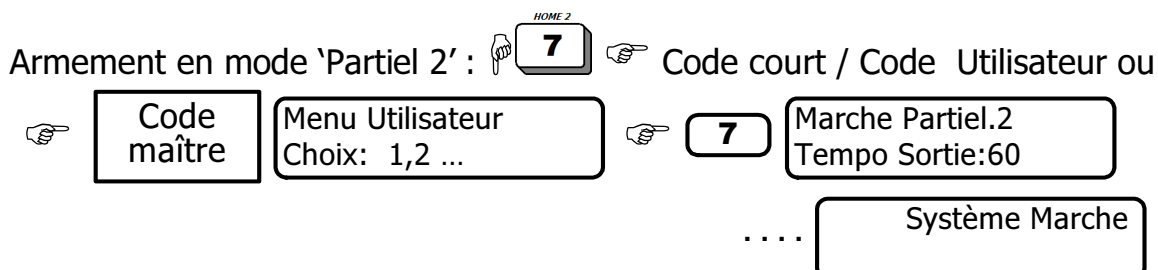 HOME 2
Armement en mode ‘Partiel 2’ : 7 Code court / Code Utilisateur ou
Code maître
Menu Utilisateur
Choix: 1,2 ...
7
Marche Partiel.2
Tempo Sortie:60
. . . . Système Marche